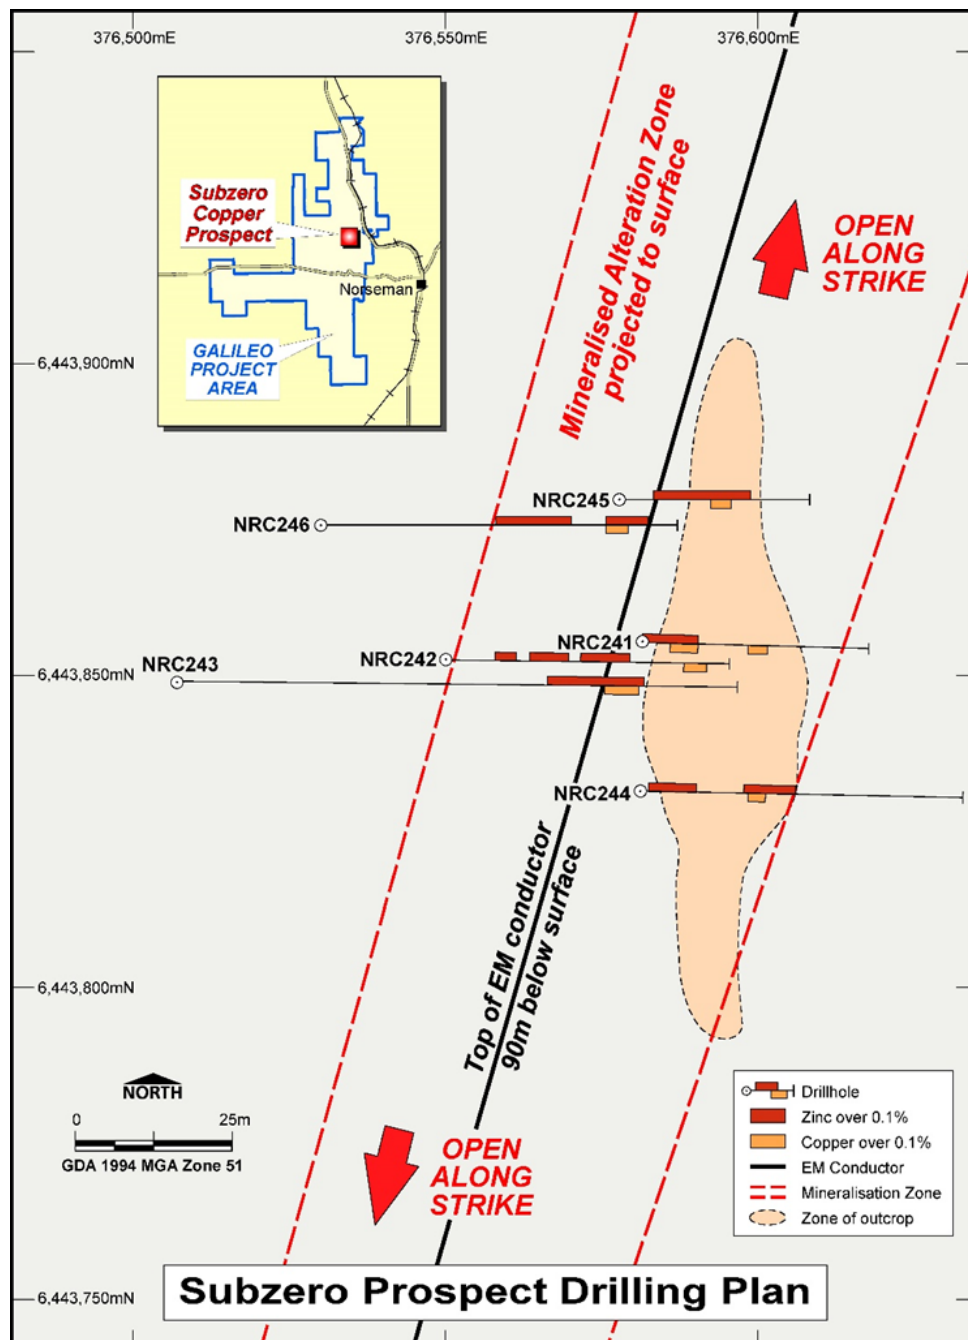 376,500mE
376,550mE
376,600mE
Subzero
Copper
Prospect
Norseman
GALILEO
PROJECT
AREA
Mineralised Alteration Zone
projected to surface
OPEN
ALONG
STRIKE
6,443,900mN
NRC245
NRC246
NRC241
NRC242
NRC243
6,443,850mN
NRC244
Top of EM conductor
90m below surface
6,443,800mN
NORTH
0 25m
GDA 1994 MGA Zone 51
OPEN
ALONG
STRIKE
Drillhole
Zinc over 0.1%
Copper over 0.1%
EM Conductor
Mineralisation Zone
Zone of outcrop
6,443,750mN
Subzero Prospect Drilling Plan